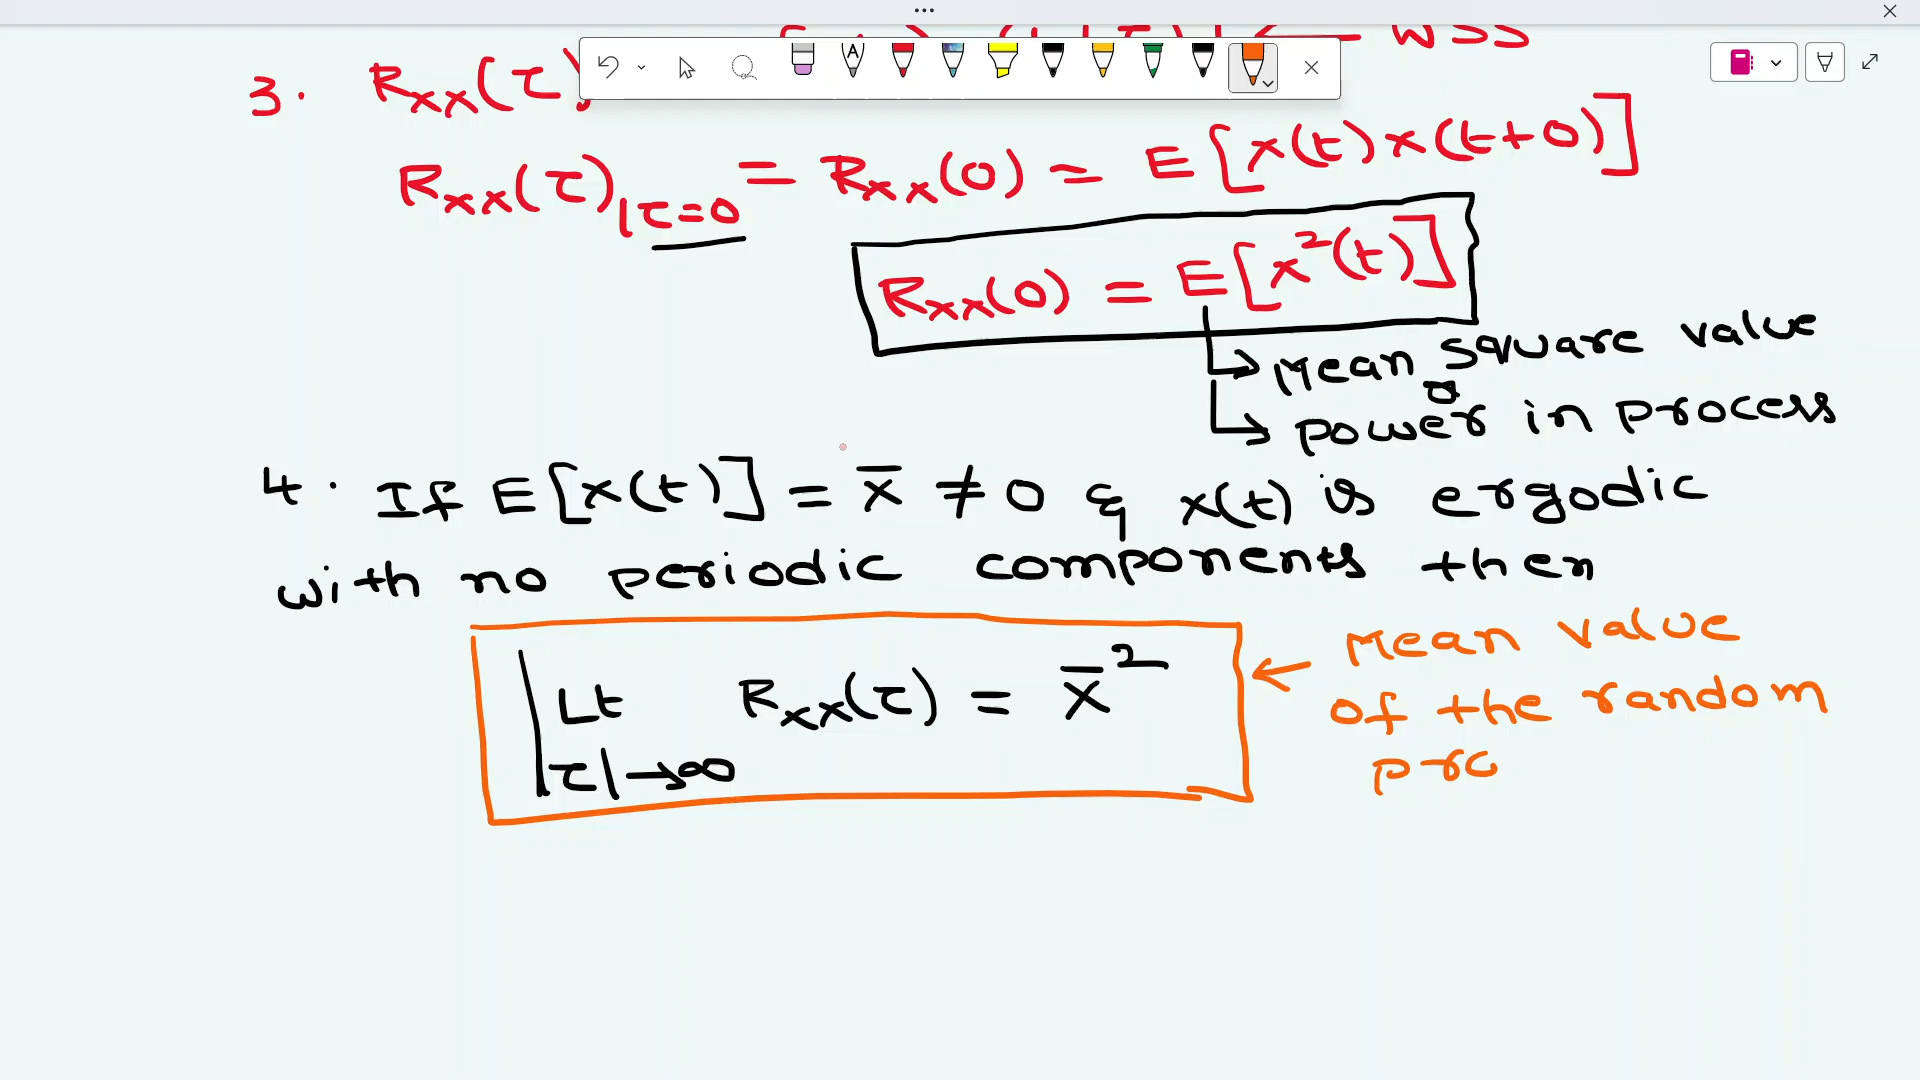 ← WSS
3. Rxx(τ)
Rxx(τ)|τ=0 = Rxx(0) = E[x(t)x(t+0)]
Rxx(0) = E[x²(t)]
→ Mean square value
→ power in process
4. If E[x(t)] = x̄ ≠ 0 & x(t) is ergodic
with no periodic components then
Lt Rxx(τ) = x̄²
|τ|→∞
← Mean value
of the random
pro